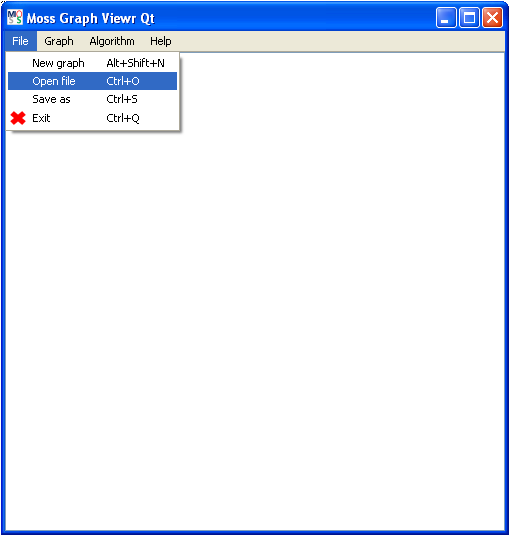 Moss Graph Viewr Qt
File Graph Algorithm Help
New graph Alt+Shift+N
Open file Ctrl+O
Save as Ctrl+S
Exit Ctrl+Q